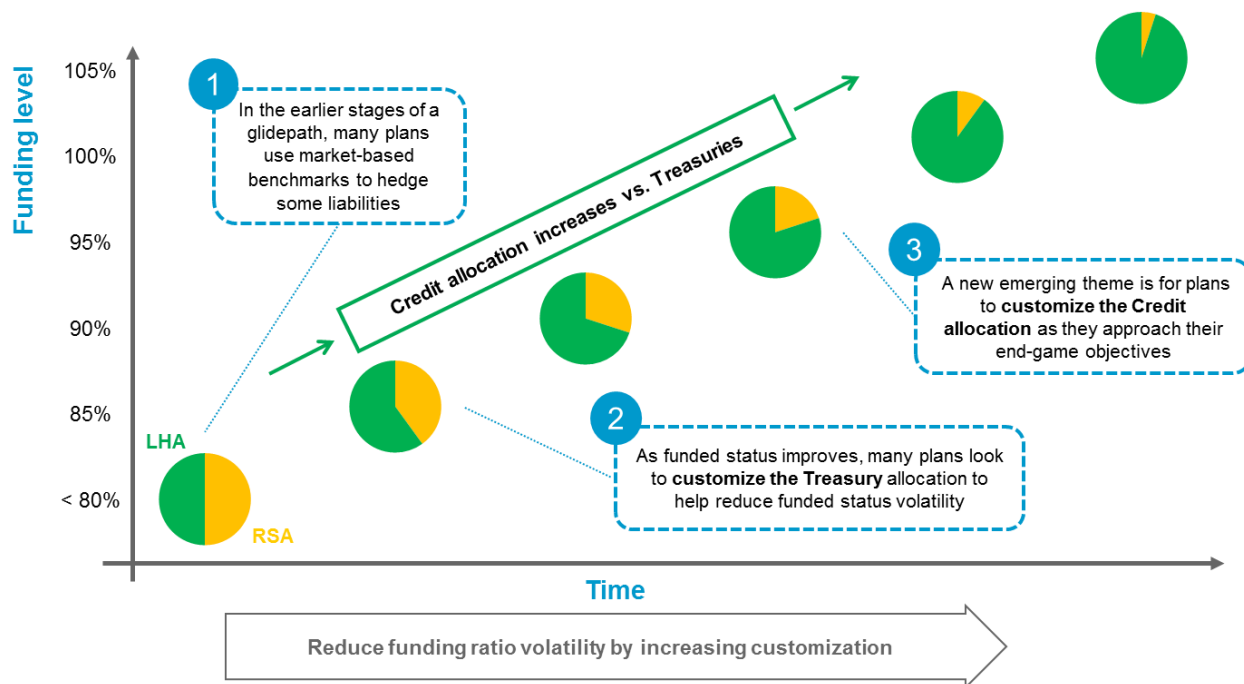 Funding level
105%
100%
95%
90%
85%
< 80%
1
In the earlier stages of a
glidepath, many plans
use market-based
benchmarks to hedge
some liabilities
Credit allocation increases vs. Treasuries
3
A new emerging theme is for plans
to customize the Credit
allocation as they approach their
end-game objectives
2
As funded status improves, many plans look
to customize the Treasury allocation to
help reduce funded status volatility
LHA
RSA
Time
Reduce funding ratio volatility by increasing customization